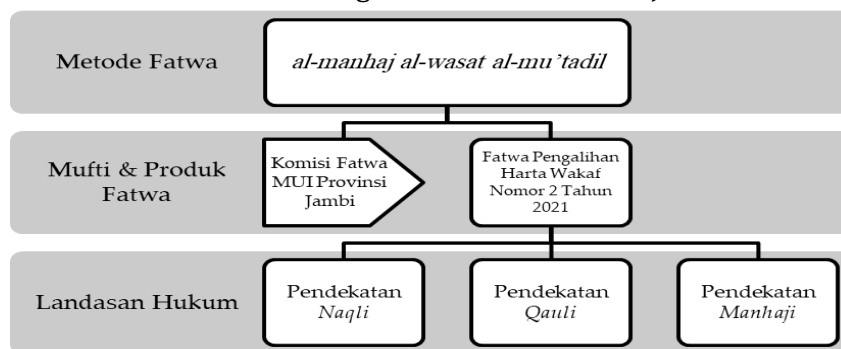 Metode Fatwa
al-manhaj al-wasat al-mu'tadil
Mufti & Produk
Fatwa
Komisi Fatwa
MUI Provinsi
Jambi
Fatwa Pengalihan
Harta Wakaf
Nomor 2 Tahun
2021
Landasan Hukum
Pendekatan
Naqli
Pendekatan
Qauli
Pendekatan
Manhaji